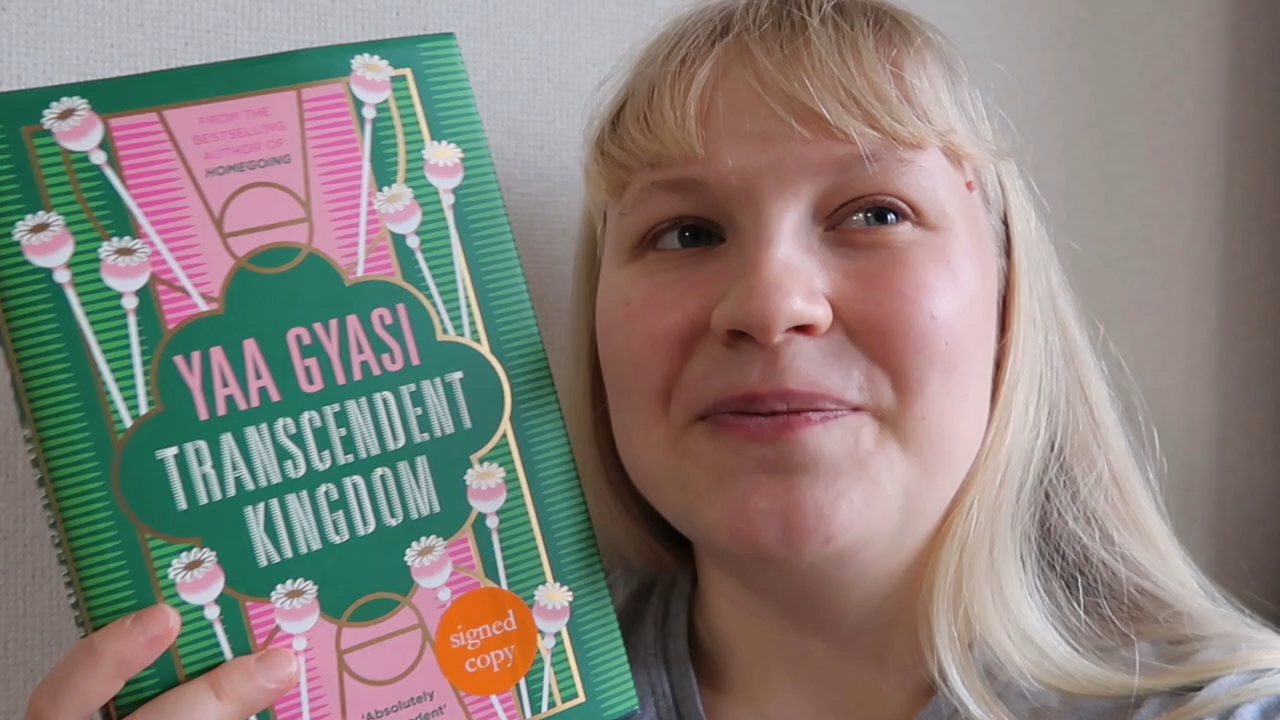 FROM THE
BESTSELLING
AUTHOR OF
HOMEGOING
YAA GYASI
TRANSCENDENT
KINGDOM
signed
copy
'Absolutely